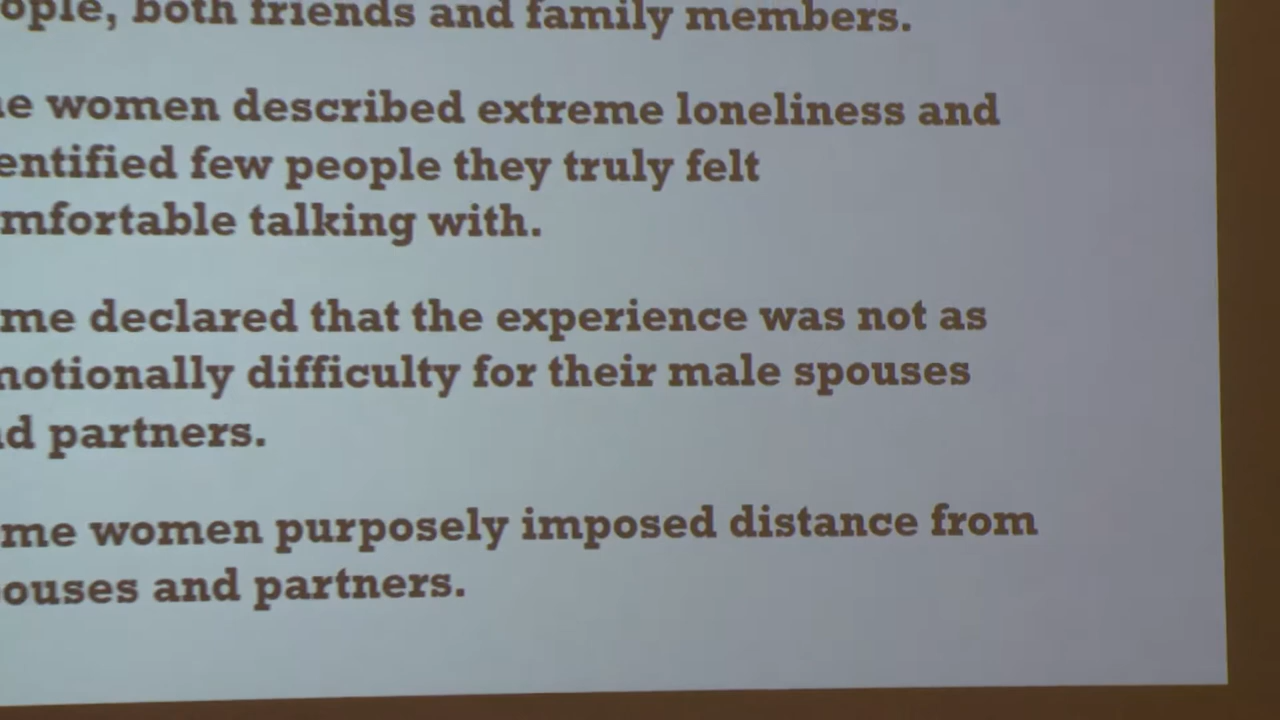 ople, both friends and family members.
e women described extreme loneliness and
entified few people they truly felt
mfortable talking with.
me declared that the experience was not as
notionally difficulty for their male spouses
d partners.
me women purposely imposed distance from
ouses and partners.